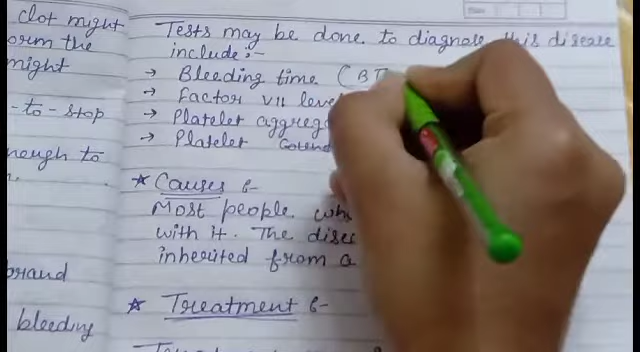 clot might
orm the
might
-to-stop
nough to
brand
bleeding
Tests may be done to diagnose this disease
include :-
→ Bleeding time (BT
→ Factor VII leve
→ Platelet aggreg
→ Platelet
★ Causes :-
Most people wh
with it. The dise
inherited from a
★ Treatment :-